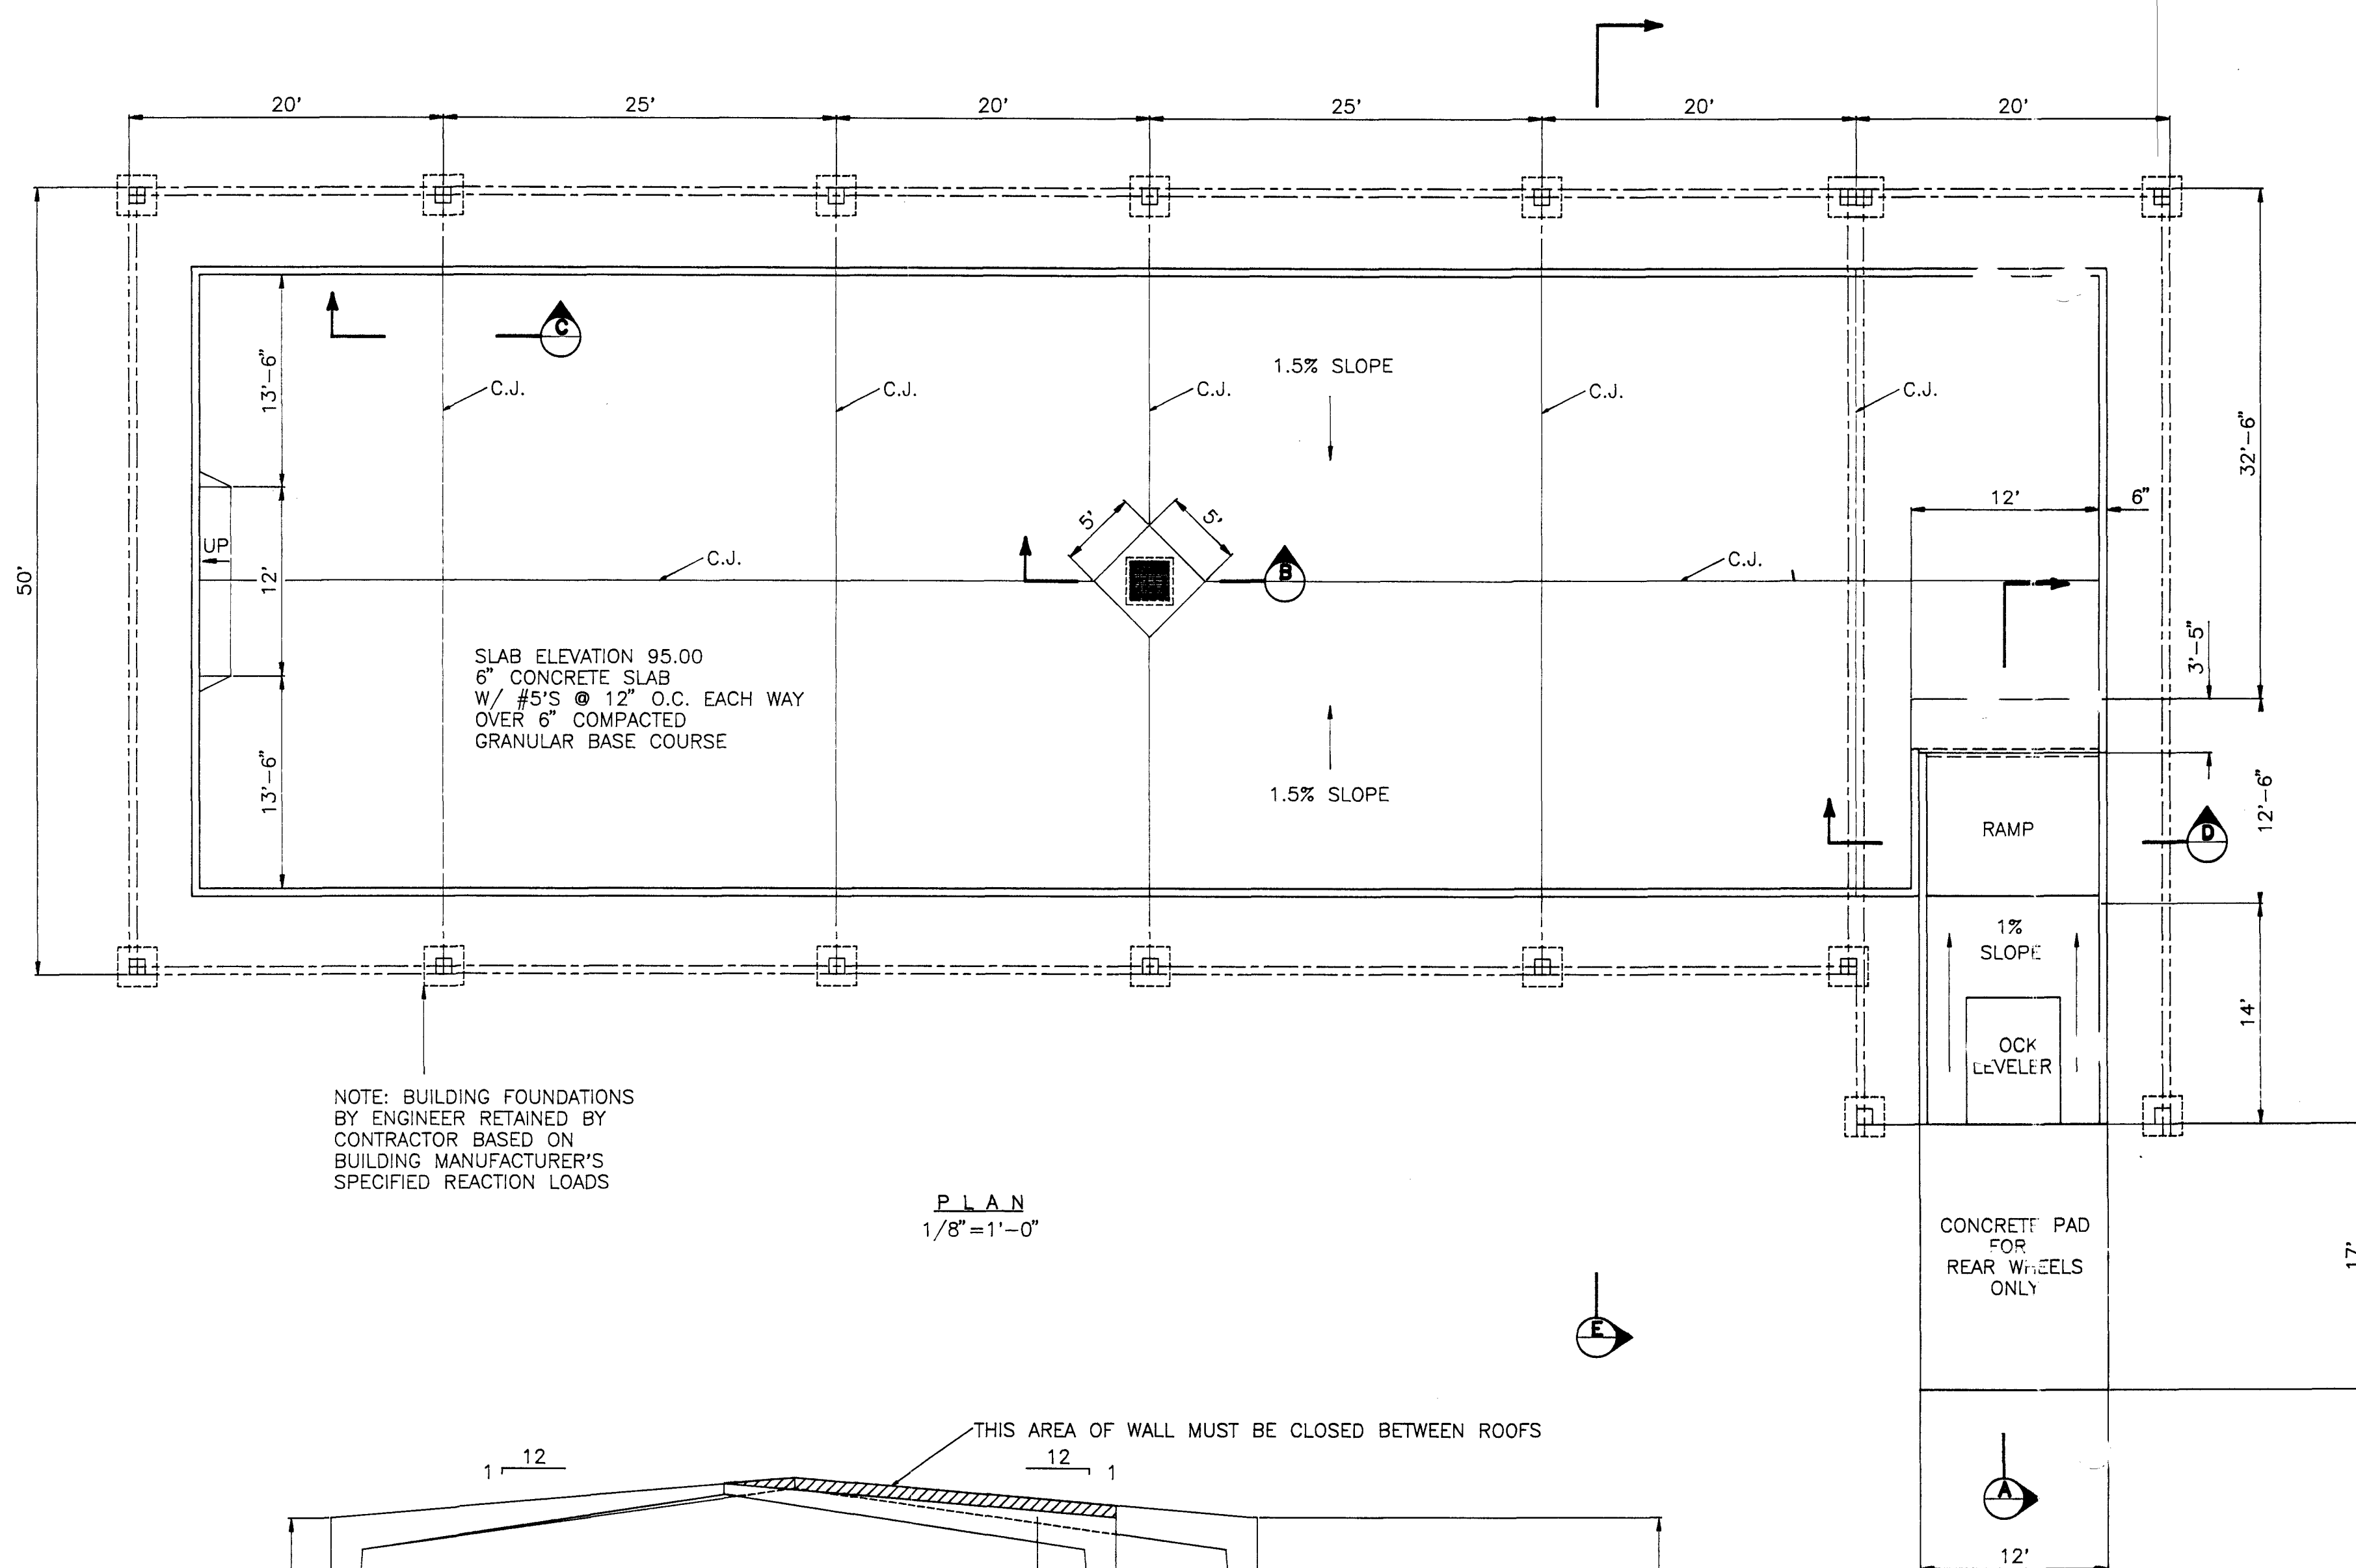 20' 25' 20' 25' 20' 20'
50'
13'-6"
C
C.J.
C.J.
C.J.
C.J.
C.J.
1.5% SLOPE
32'-6"
12'
6"
5'
5'
UP
12'
C.J.
B
C.J.
3'-5"
SLAB ELEVATION 95.00
6" CONCRETE SLAB
W/ #5'S @ 12" O.C. EACH WAY
OVER 6" COMPACTED
GRANULAR BASE COURSE
13'-6"
1.5% SLOPE
RAMP
D
12'-6"
1%
SLOPE
14'
OCK
LEVELER
NOTE: BUILDING FOUNDATIONS
BY ENGINEER RETAINED BY
CONTRACTOR BASED ON
BUILDING MANUFACTURER'S
SPECIFIED REACTION LOADS
PLAN
1/8"=1'-0"
CONCRETE PAD
FOR
REAR WHEELS
ONLY
17'
E
THIS AREA OF WALL MUST BE CLOSED BETWEEN ROOFS
12
1
12
1
A
12'